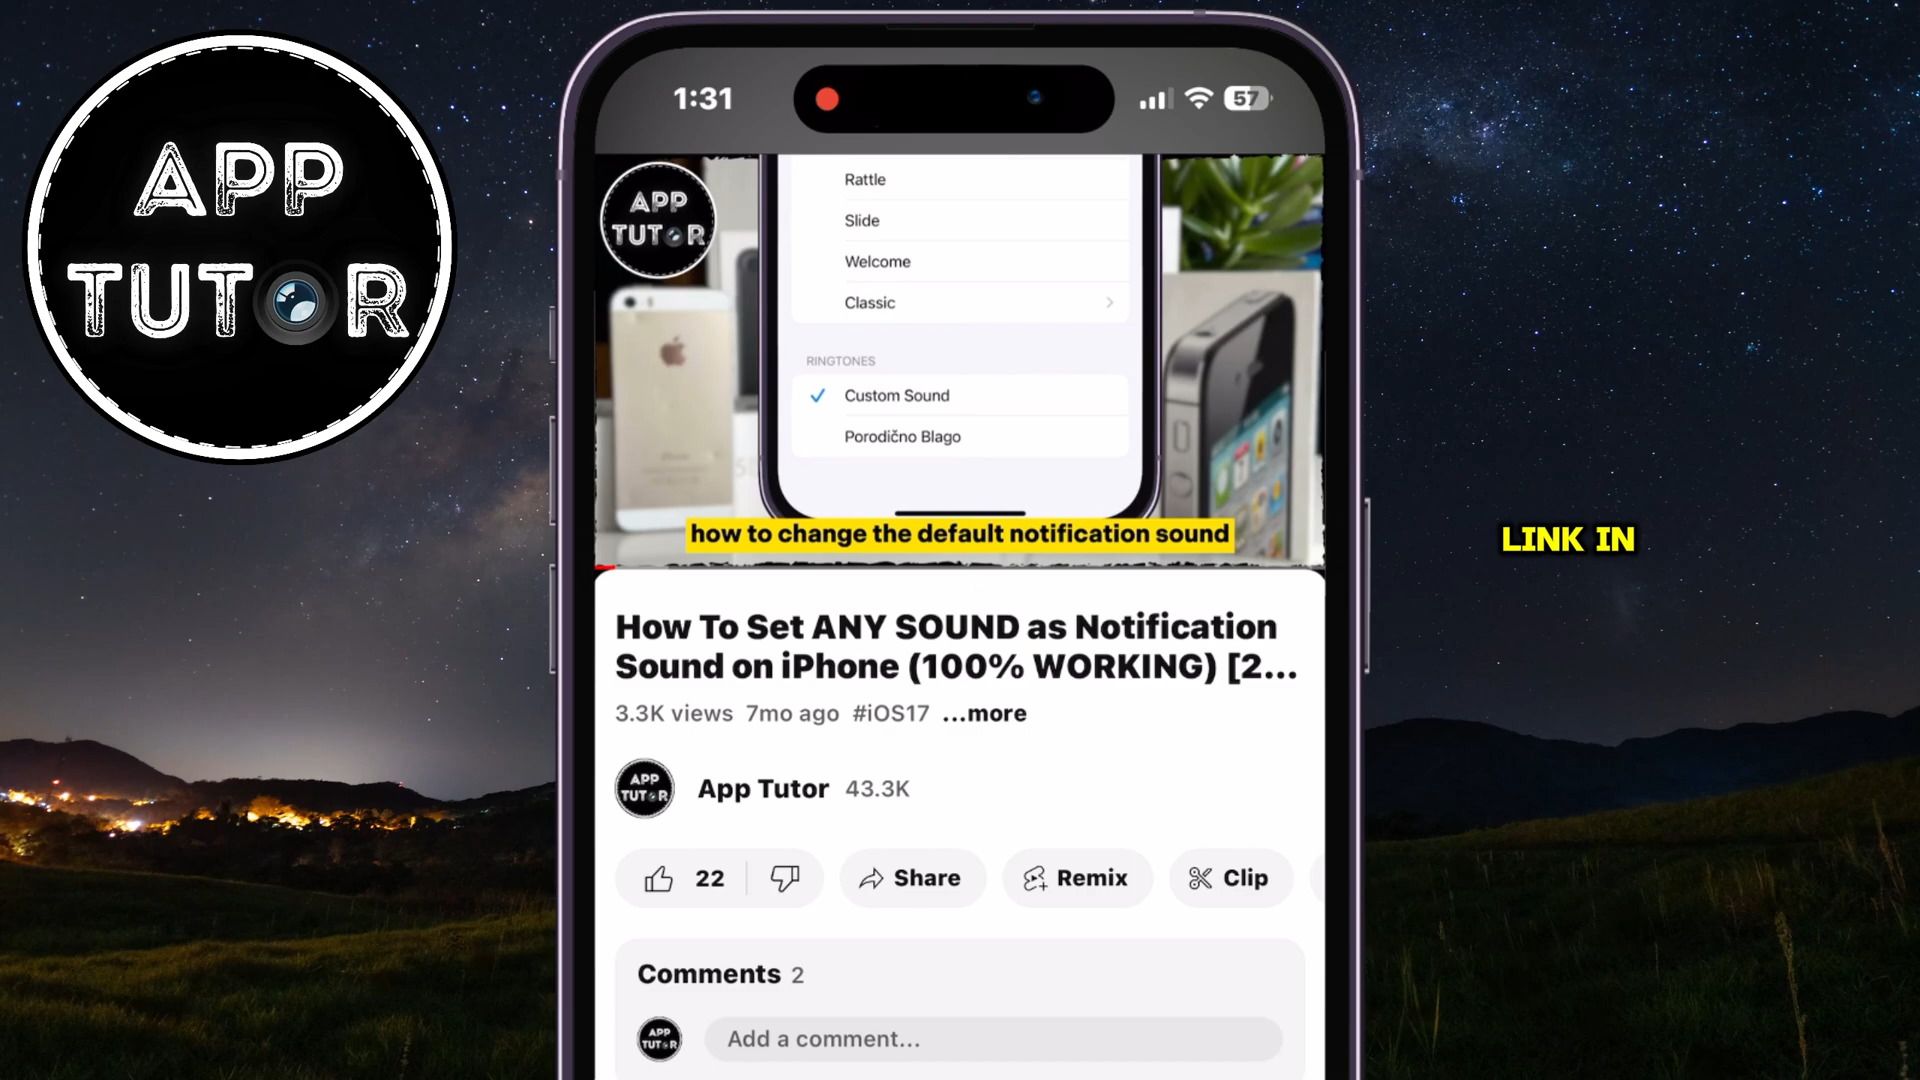 APP
TUTOR
1:31
57
APP
TUTOR
Rattle
Slide
Welcome
Classic
RINGTONES
Custom Sound
Porodično Blago
how to change the default notification sound
LINK IN
How To Set ANY SOUND as Notification
Sound on iPhone (100% WORKING) [2...
3.3K views 7mo ago #iOS17 ...more
APP
TUTOR
App Tutor 43.3K
22
Share
Remix
Clip
Comments 2
APP
TUTOR
Add a comment...